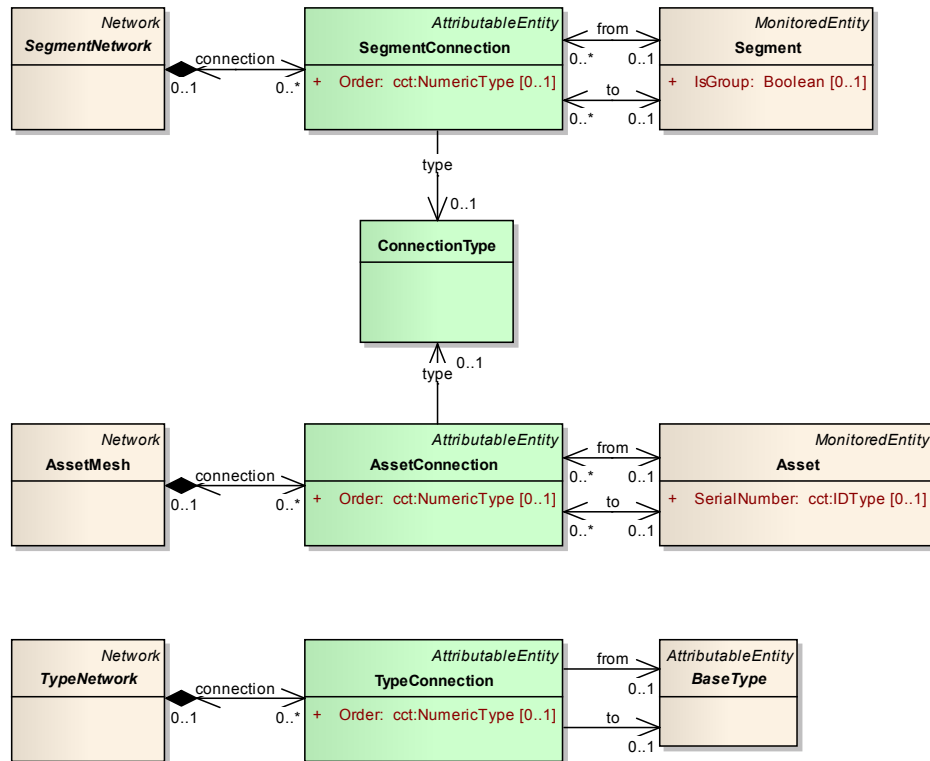 Network
SegmentNetwork
connection
0..1
0..*
AttributableEntity
SegmentConnection
+ Order: cct:NumericType [0..1]
from
0..*
0..1
to
0..*
0..1
MonitoredEntity
Segment
+ IsGroup: Boolean [0..1]
type
0..1
ConnectionType
0..1
type
Network
AssetMesh
connection
0..1
0..*
AttributableEntity
AssetConnection
+ Order: cct:NumericType [0..1]
from
0..*
0..1
to
0..*
0..1
MonitoredEntity
Asset
+ SerialNumber: cct:IDType [0..1]
Network
TypeNetwork
connection
0..1
0..*
AttributableEntity
TypeConnection
+ Order: cct:NumericType [0..1]
from
0..1
to
0..1
AttributableEntity
BaseType